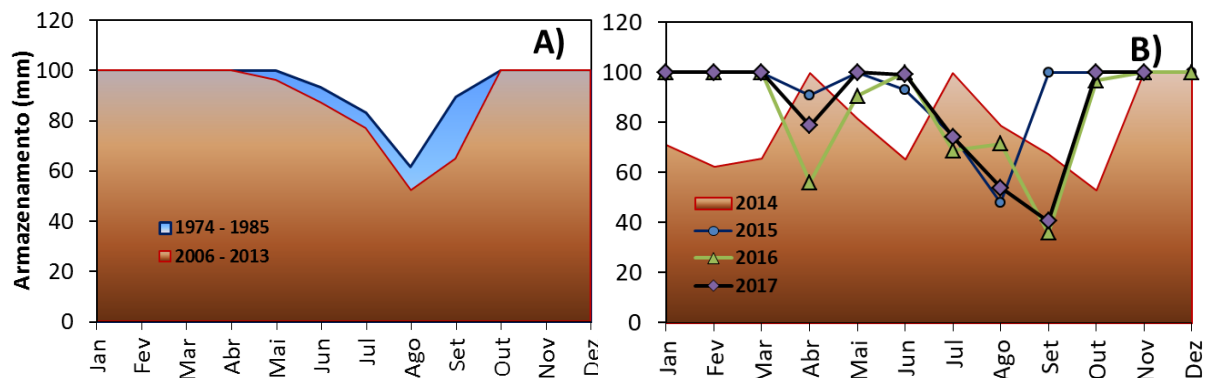 Armazenamento (mm)
A)
120
100
80
60
40
20
0
1974 - 1985
2006 - 2013
Jan
Fev
Mar
Abr
Mai
Jun
Jul
Ago
Set
Out
Nov
Dez
B)
120
100
80
60
40
20
0
2014
2015
2016
2017
Jan
Fev
Mar
Abr
Mai
Jun
Jul
Ago
Set
Out
Nov
Dez